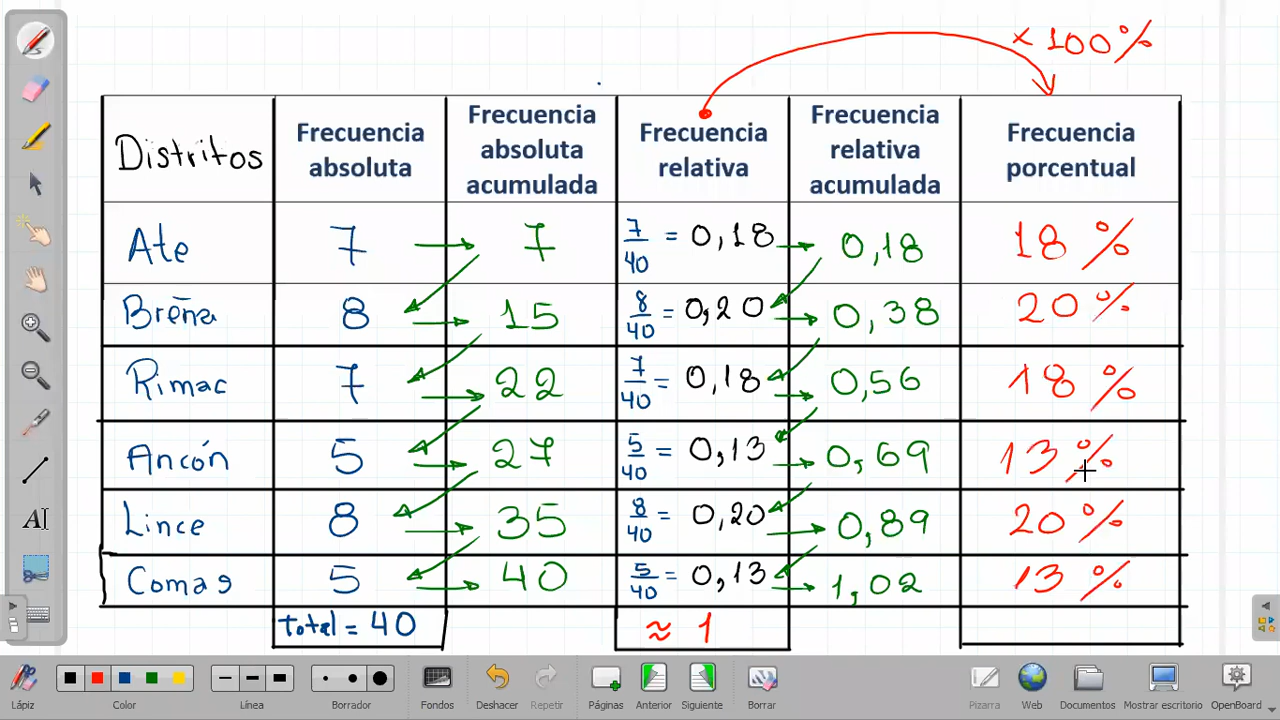 × 100%
Distritos
Frecuencia absoluta
Frecuencia absoluta acumulada
Frecuencia relativa
Frecuencia relativa acumulada
Frecuencia porcentual
Ate 7 7 7/40 = 0,18 0,18 18 %
Breña 8 15 8/40 = 0,20 0,38 20 %
Rimac 7 22 7/40 = 0,18 0,56 18 %
Ancón 5 27 5/40 = 0,13 0,69 13 %
Lince 8 35 8/40 = 0,20 0,89 20 %
Comas 5 40 5/40 = 0,13 1,02 13 %
Total = 40 ≈ 1
Lápiz Color Línea Borrador Fondos Deshacer Repetir Páginas Anterior Siguiente Borrar Pizarra Web Documentos Mostrar escritorio OpenBoard